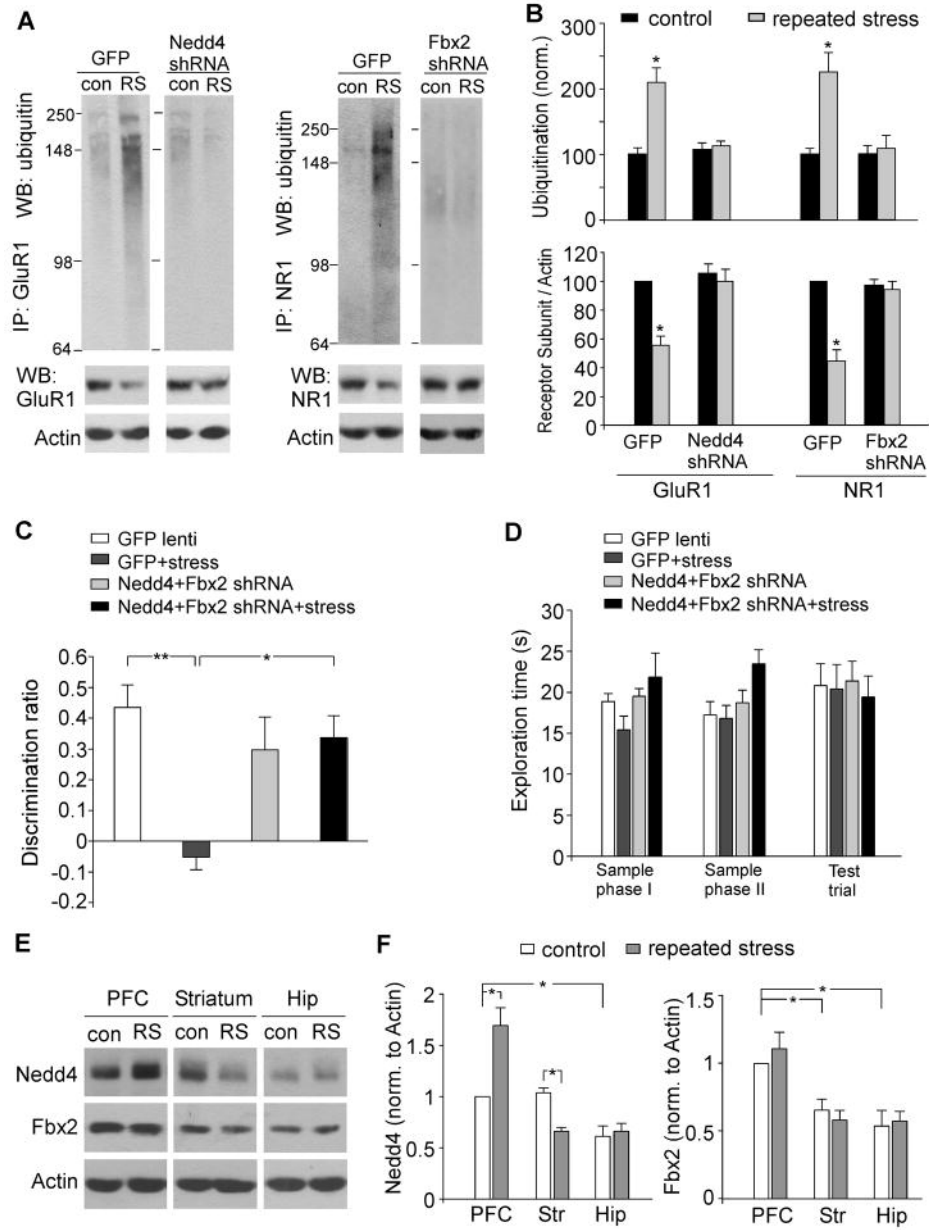 A
GFP
Nedd4
shRNA
con RS con RS
WB: ubiquitin
IP: GluR1
250
148
98
64
WB:
GluR1
Actin
GFP
Fbx2
shRNA
con RS con RS
WB: ubiquitin
IP: NR1
250
148
98
64
WB:
NR1
Actin
B
control
repeated stress
Ubiquitination (norm.)
300
200
100
0
* *
Receptor Subunit / Actin
120
100
80
60
40
20
0
* *
GFP
Nedd4
shRNA
GFP
Fbx2
shRNA
GluR1
NR1
C
GFP lenti
GFP+stress
Nedd4+Fbx2 shRNA
Nedd4+Fbx2 shRNA+stress
Discrimination ratio
0.6
0.5
0.4
0.3
0.2
0.1
0
-0.1
-0.2
** *
D
GFP lenti
GFP+stress
Nedd4+Fbx2 shRNA
Nedd4+Fbx2 shRNA+stress
Exploration time (s)
30
25
20
15
10
5
0
Sample
phase I
Sample
phase II
Test
trial
E
PFC Striatum Hip
con RS con RS con RS
Nedd4
Fbx2
Actin
F
control
repeated stress
Nedd4 (norm. to Actin)
2
1.5
1
0.5
0
*
*
*
PFC Str Hip
Fbx2 (norm. to Actin)
1.5
1
0.5
0
*
*
PFC Str Hip